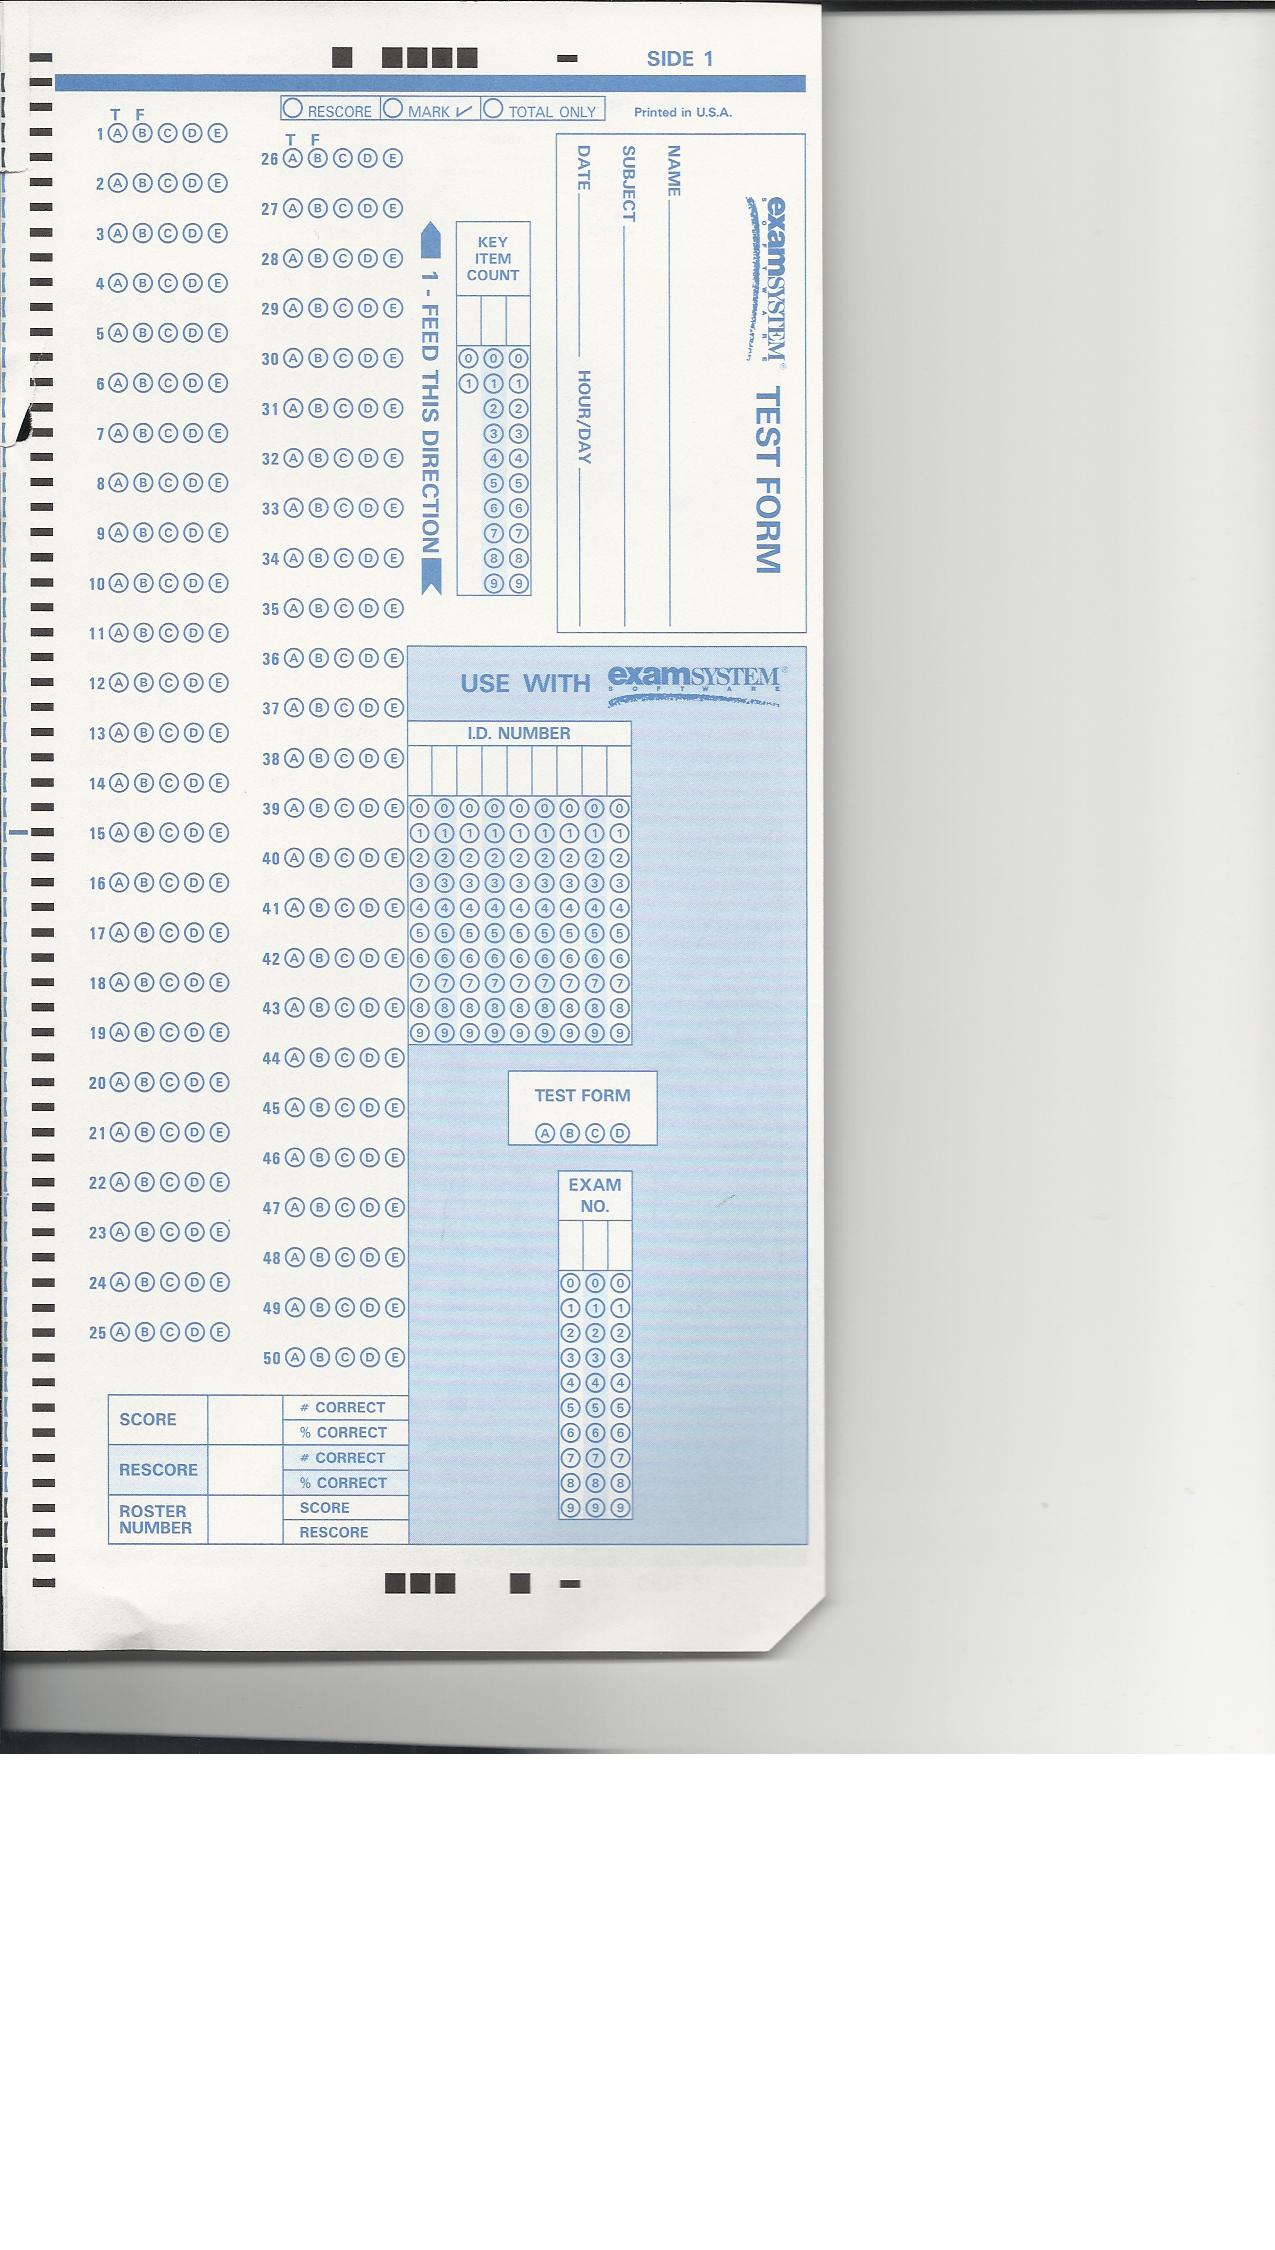 SIDE 1
RESCORE MARK TOTAL ONLY Printed in U.S.A.
T F
1 A B C D E
2 A B C D E
3 A B C D E
4 A B C D E
5 A B C D E
6 A B C D E
7 A B C D E
8 A B C D E
9 A B C D E
10 A B C D E
11 A B C D E
12 A B C D E
13 A B C D E
14 A B C D E
15 A B C D E
16 A B C D E
17 A B C D E
18 A B C D E
19 A B C D E
20 A B C D E
21 A B C D E
22 A B C D E
23 A B C D E
24 A B C D E
25 A B C D E
T F
26 A B C D E
27 A B C D E
28 A B C D E
29 A B C D E
30 A B C D E
31 A B C D E
32 A B C D E
33 A B C D E
34 A B C D E
35 A B C D E
36 A B C D E
37 A B C D E
38 A B C D E
39 A B C D E
40 A B C D E
41 A B C D E
42 A B C D E
43 A B C D E
44 A B C D E
45 A B C D E
46 A B C D E
47 A B C D E
48 A B C D E
49 A B C D E
50 A B C D E
1 - FEED THIS DIRECTION
KEY
ITEM
COUNT
0 0 0
1 1 1
2 2
3 3
4 4
5 5
6 6
7 7
8 8
9 9
examSYSTEM® TEST FORM
SOFTWARE
NAME
SUBJECT
DATE HOUR/DAY
USE WITH examSYSTEM®
SOFTWARE
I.D. NUMBER
0 0 0 0 0 0 0 0 0
1 1 1 1 1 1 1 1 1
2 2 2 2 2 2 2 2 2
3 3 3 3 3 3 3 3 3
4 4 4 4 4 4 4 4 4
5 5 5 5 5 5 5 5 5
6 6 6 6 6 6 6 6 6
7 7 7 7 7 7 7 7 7
8 8 8 8 8 8 8 8 8
9 9 9 9 9 9 9 9 9
TEST FORM
A B C D
EXAM
NO.
0 0 0
1 1 1
2 2 2
3 3 3
4 4 4
5 5 5
6 6 6
7 7 7
8 8 8
9 9 9
SCORE # CORRECT
% CORRECT
RESCORE # CORRECT
% CORRECT
ROSTER
NUMBER
SCORE
RESCORE